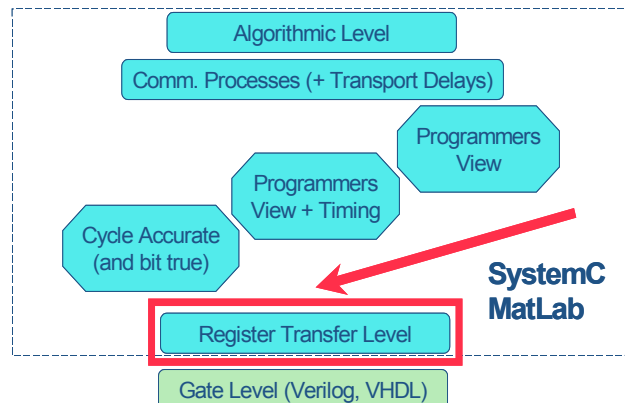 Algorithmic Level
Comm. Processes (+ Transport Delays)
Programmers
View
Programmers
View + Timing
Cycle Accurate
(and bit true)
SystemC
MatLab
Register Transfer Level
Gate Level (Verilog, VHDL)